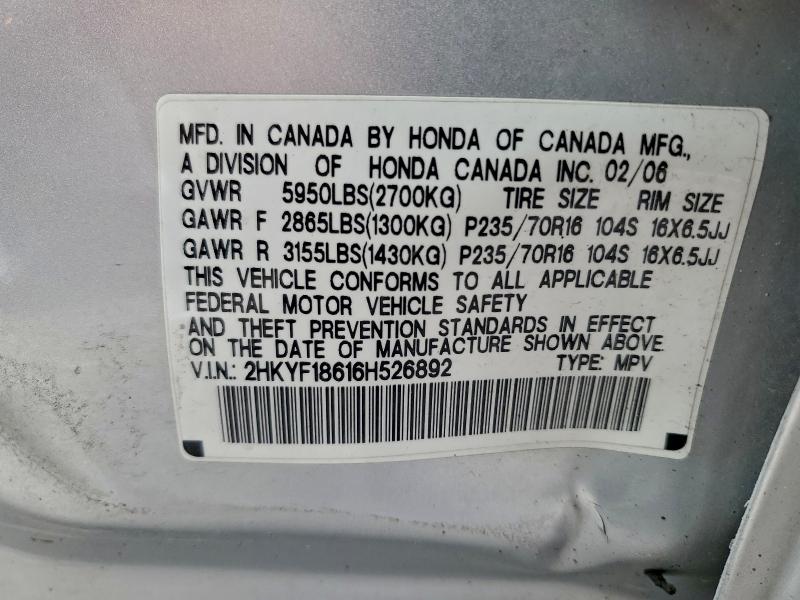 MFD. IN CANADA BY HONDA OF CANADA MFG.,
A DIVISION OF HONDA CANADA INC. 02/06
GVWR 5950LBS(2700KG) TIRE SIZE RIM SIZE
GAWR F 2865LBS(1300KG) P235/70R16 104S 16X6.5JJ
GAWR R 3155LBS(1430KG) P235/70R16 104S 16X6.5JJ
THIS VEHICLE CONFORMS TO ALL APPLICABLE
FEDERAL MOTOR VEHICLE SAFETY
AND THEFT PREVENTION STANDARDS IN EFFECT
ON THE DATE OF MANUFACTURE SHOWN ABOVE.
V.I.N.: 2HKYF18616H526892 TYPE: MPV